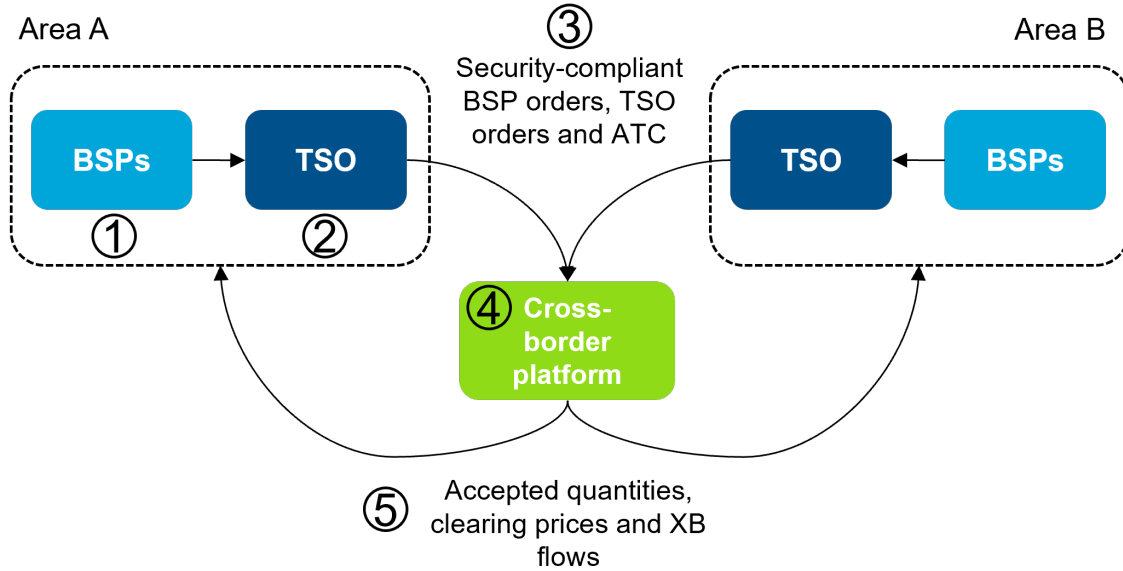 Area A
③
Area B
Security-compliant
BSP orders, TSO
orders and ATC
BSPs
TSO
TSO
BSPs
①
②
④
Cross-
border
platform
⑤
Accepted quantities,
clearing prices and XB
flows